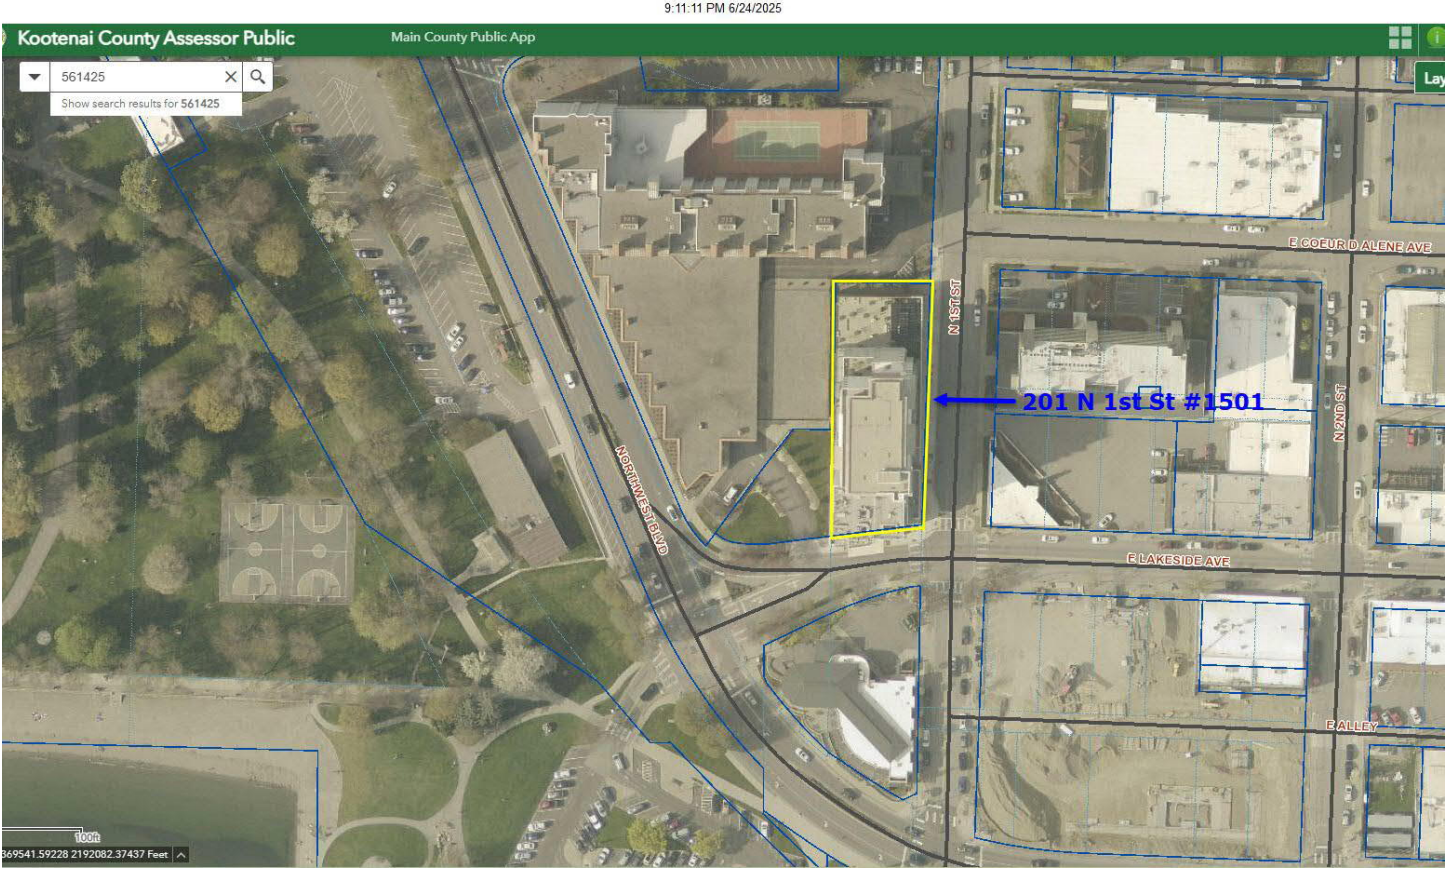 9:11:11 PM 6/24/2025
Kootenai County Assessor Public
Main County Public App
561425
Show search results for 561425
Lay
E COEUR D ALENE AVE
N 1ST ST
201 N 1st St #1501
N 2ND ST
NORTHWEST BLVD
E LAKESIDE AVE
E ALLEY
100ft
369541.59228 2192082.37437 Feet